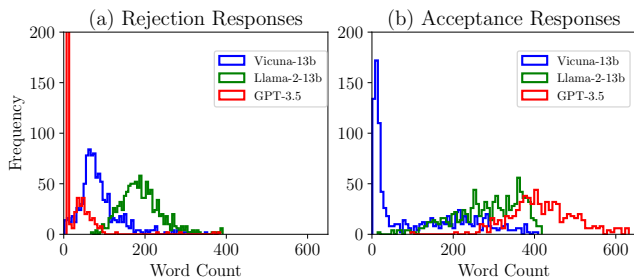 (a) Rejection Responses
(b) Acceptance Responses
200
150
100
50
0
Frequency
Vicuna-13b
Llama-2-13b
GPT-3.5
0
200
400
600
Word Count
200
150
100
50
0
Vicuna-13b
Llama-2-13b
GPT-3.5
0
200
400
600
Word Count